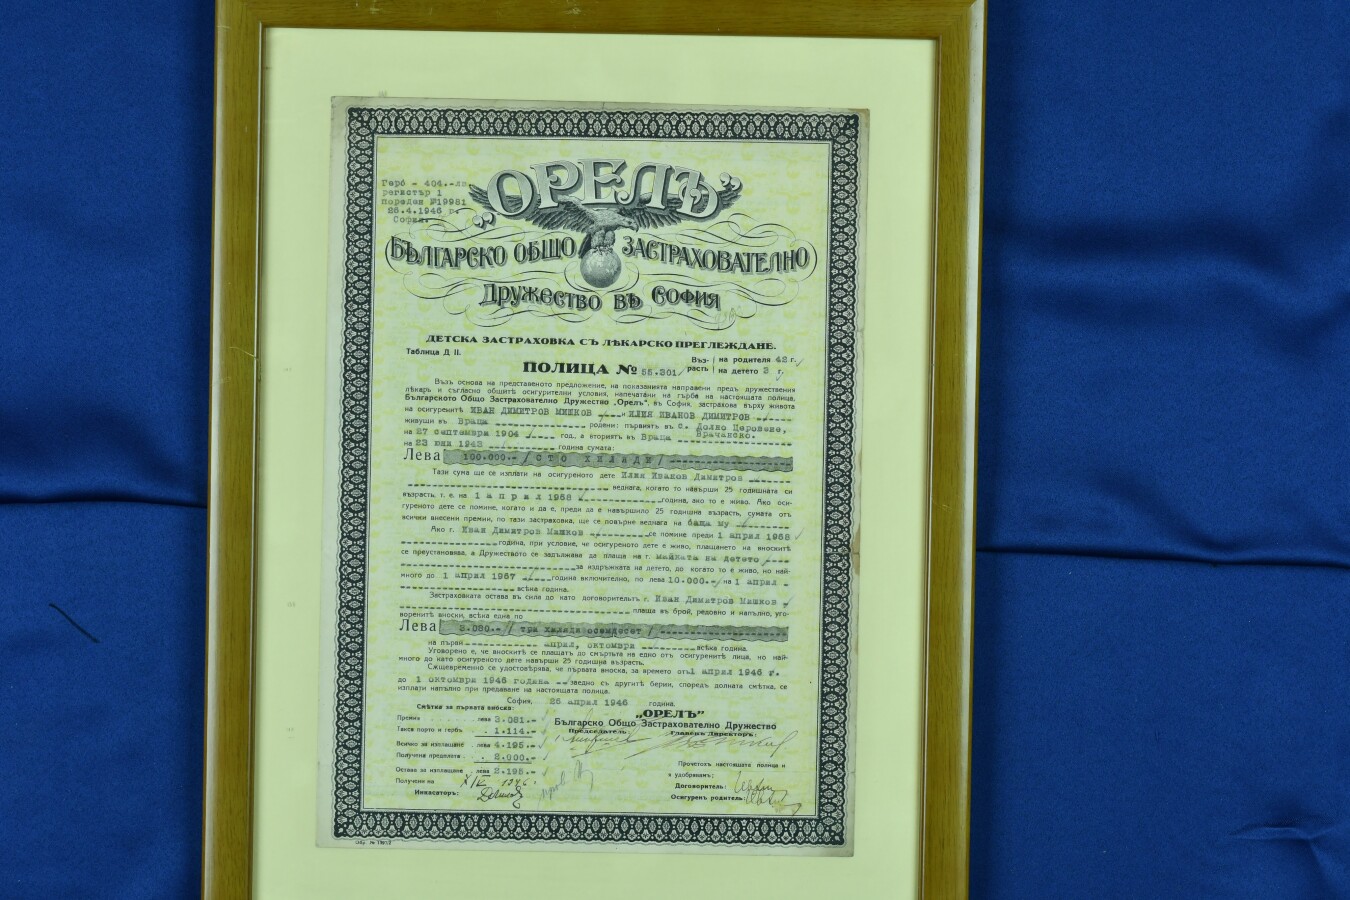 Герб - 404.-лв.
регистър 1
пореден №19981
26.4.1946 г.
София.
„ОРЕЛЪ“
БЪЛГАРСКО ОБЩО ЗАСТРАХОВАТЕЛНО
ДРУЖЕСТВО ВЪ СОФИЯ
ДЕТСКА ЗАСТРАХОВКА СЪ ЛѢКАРСКО ПРЕГЛЕЖДАНЕ.
Таблица Д II.
Въз- на родителя 42 г.
расть на детето 3 г.
ПОЛИЦА № 55.301
Възъ основа на представеното предложение, на показанията направени предъ дружествения
лѣкарь и съгласно общитѣ осигурителни условия, напечатани на гърба на настоящата полица,
Българското Общо Застрахователно Дружество „Орелъ“, въ София, застрахова върху живота
на осигуренитѣ ИВАН ДИМИТРОВ МИШКОВ и ИЛИЯ ИВАНОВ ДИМИТРОВ
живущи въ Враца родени: първиятъ въ с. Долно Церовене,
на 27 септември 1904 год., а вториятъ въ Враца Врачанско.
на 23 юни 1943 година сумата:
Лева 100.000.- /СТО ХИЛЯДИ/
Тази сума ще се изплати на осигуреното дете Илия Иванов Димитров
веднага, когато то навърши 25 годишната си
възрасть, т. е. на 1 април 1968 година, ако то е живо. Ако оси-
гуреното дете се помине, когато и да е, преди да е навършило 25 годишна възрасть, сумата отъ
всички внесени премии, по тази застраховка, ще се повърне веднага на баща му
Ако г. Иван Димитров Мишков се помине преди 1 април 1968
година, при условие, че осигуреното дете е живо, плащането на вноскитѣ
се преустановява, а Дружеството се задължава да плаща на г. майката на детето
за издръжката на детето, до когато то е живо, но най-
много до 1 април 1967 година включително, по лева 10.000.- на 1 април
всѣка година.
Застраховката остава въ сила до като договорительтъ г. Иван Димитров Мишков
плаща въ брой, редовно и напълно, уго-
воренитѣ вноски, всѣка една по
Лева 3.080.- // три хиляди осемдесет /
на първи април, октомври всѣка година.
Уговорено е, че вноскитѣ се плащатъ до смъртьта на едно отъ осигуренитѣ лица, но най-
много до като осигуреното дете навърши 25 годишна възрасть.
Сѫщевременно се удостовѣрява, че първата вноска, за времето отъ 1 април 1946 г.
до 1 октомври 1946 година заедно съ другитѣ берии, споредъ долната смѣтка, се
изплати напълно при предаване на настоящата полица.
София, 26 април 1946 година.
Смѣтка за първата вноска:
Премия лева 3.081.-
Такси порто и гербъ 1.114.-
Всичко за изплащане лева 4.195.-
Получени предплата 2.000.-
Остава за изплащане лева 2.195.-
Получени на
Инкасаторъ:
„ОРЕЛЪ“
Българско Общо Застрахователно Дружество
Председатель: Главенъ Директоръ:
Прочетохъ настоящата полица и
я удобрявамъ:
Договоритель:
Осигуренъ родитель: